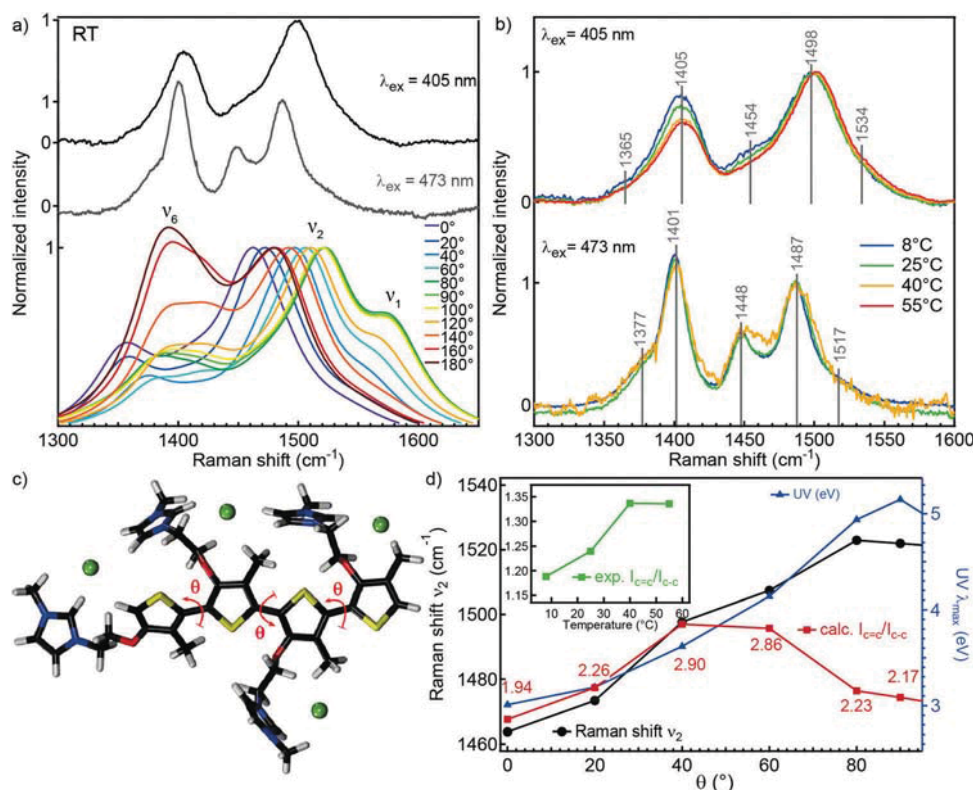 a)
RT
λex = 405 nm
λex = 473 nm
ν6
ν2
ν1
0°
20°
40°
60°
80°
90°
100°
120°
140°
160°
180°
Normalized intensity
1
1
0
0
1
1300
1400
1500
1600
Raman shift (cm-1)
b)
λex = 405 nm
1365
1405
1454
1498
1534
λex = 473 nm
1377
1401
1448
1487
1517
8°C
25°C
40°C
55°C
Normalized intensity
1
0
1
0
1300
1350
1400
1450
1500
1550
1600
Raman shift (cm-1)
c)
θ
θ
θ
d)
Raman shift ν2 (cm-1)
1540
1520
1500
1480
1460
1.35
1.30
1.25
1.20
1.15
exp. IC=C/IC-C
10 20 30 40 50 60
Temperature (°C)
UV (eV)
calc. IC=C/IC-C
1.94
2.26
2.90
2.86
2.23
2.17
Raman shift ν2
0 20 40 60 80
θ (°)
5
4
3
UV λmax (eV)